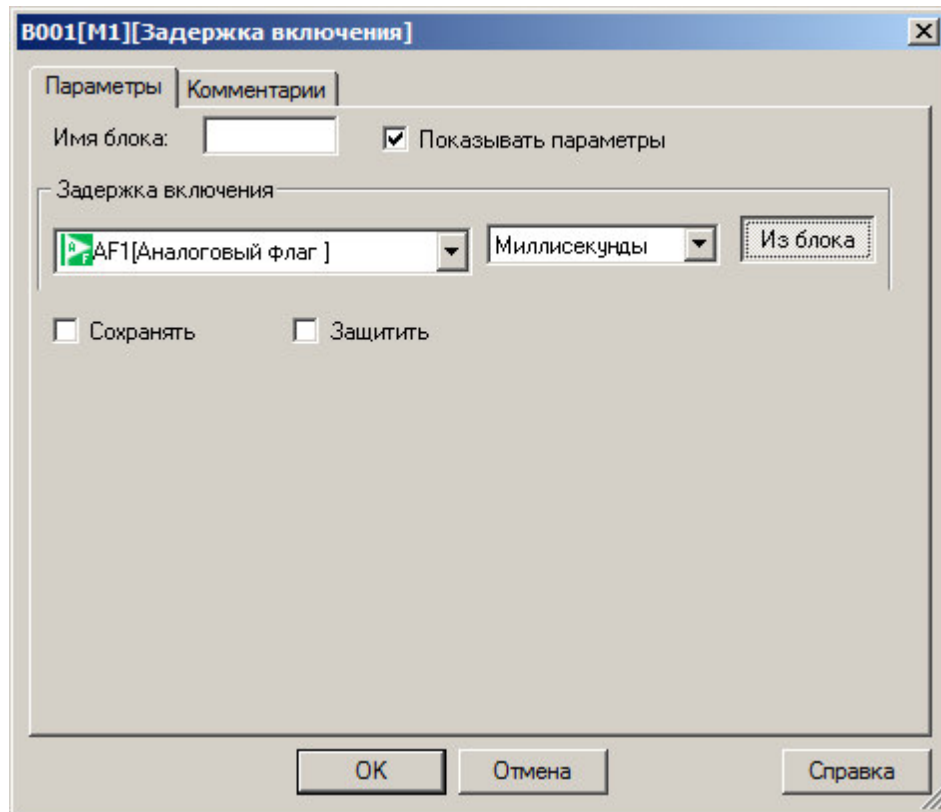 B001[M1][Задержка включения]
Параметры Комментарии
Имя блока: Показывать параметры
Задержка включения
AF AF1[Аналоговый флаг ] Миллисекунды Из блока
Сохранять Защитить
OK Отмена Справка